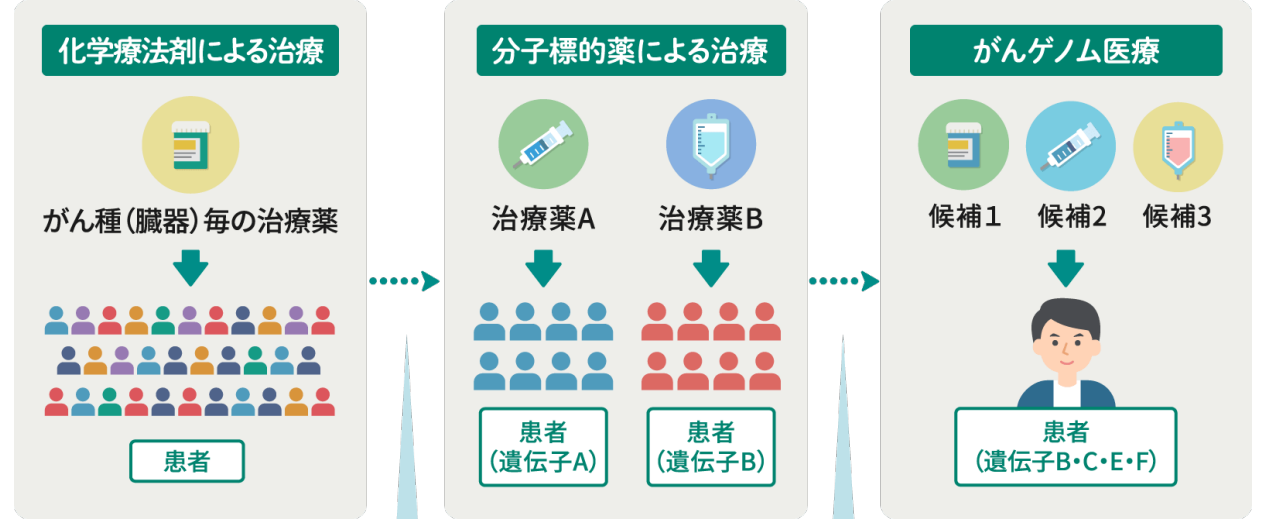 化学療法剤による治療
がん種（臓器）毎の治療薬
患者
分子標的薬による治療
治療薬A
治療薬B
患者
（遺伝子A）
患者
（遺伝子B）
がんゲノム医療
候補1
候補2
候補3
患者
（遺伝子B・C・E・F）